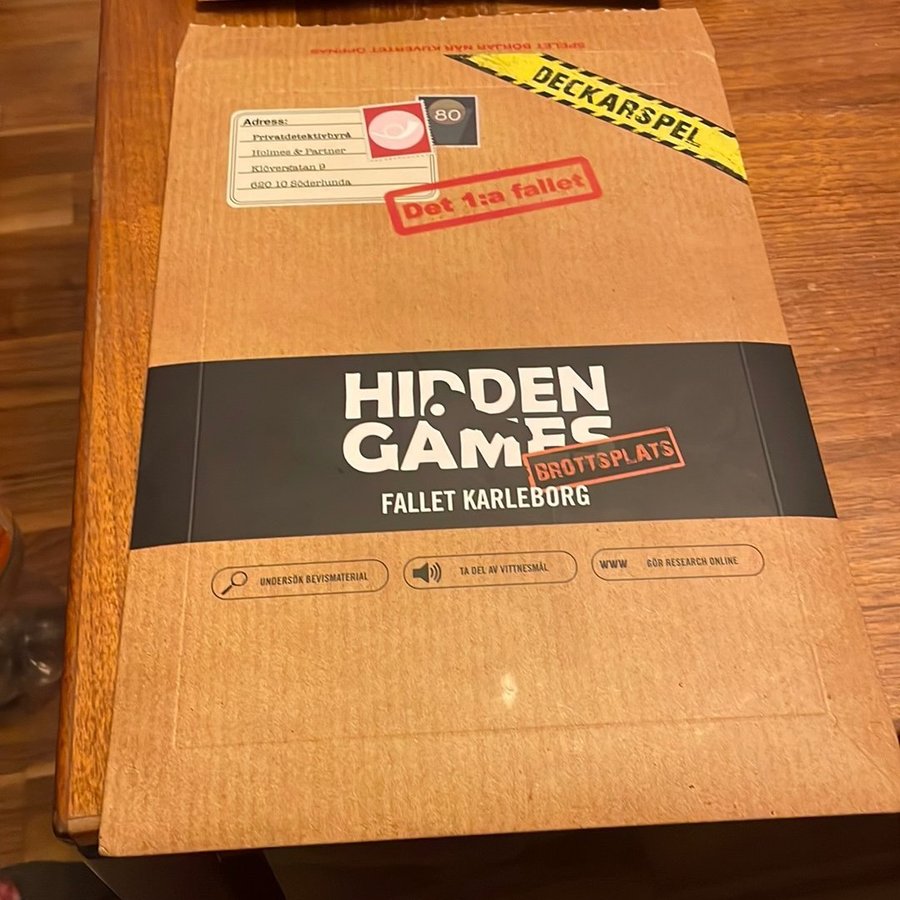 SPELET BÖRJAR NÄR KUVERTET ÖPPNAS
DECKARSPEL
Adress:
Privatdetektivbyrå
Holmes & Partner
Klövergatan 9
620 10 Söderlunda
80
Det 1:a fallet
HIDDEN
GAMES
BROTTSPLATS
FALLET KARLEBORG
UNDERSÖK BEVISMATERIAL
TA DEL AV VITTNESMÅL
WWW
GÖR RESEARCH ONLINE